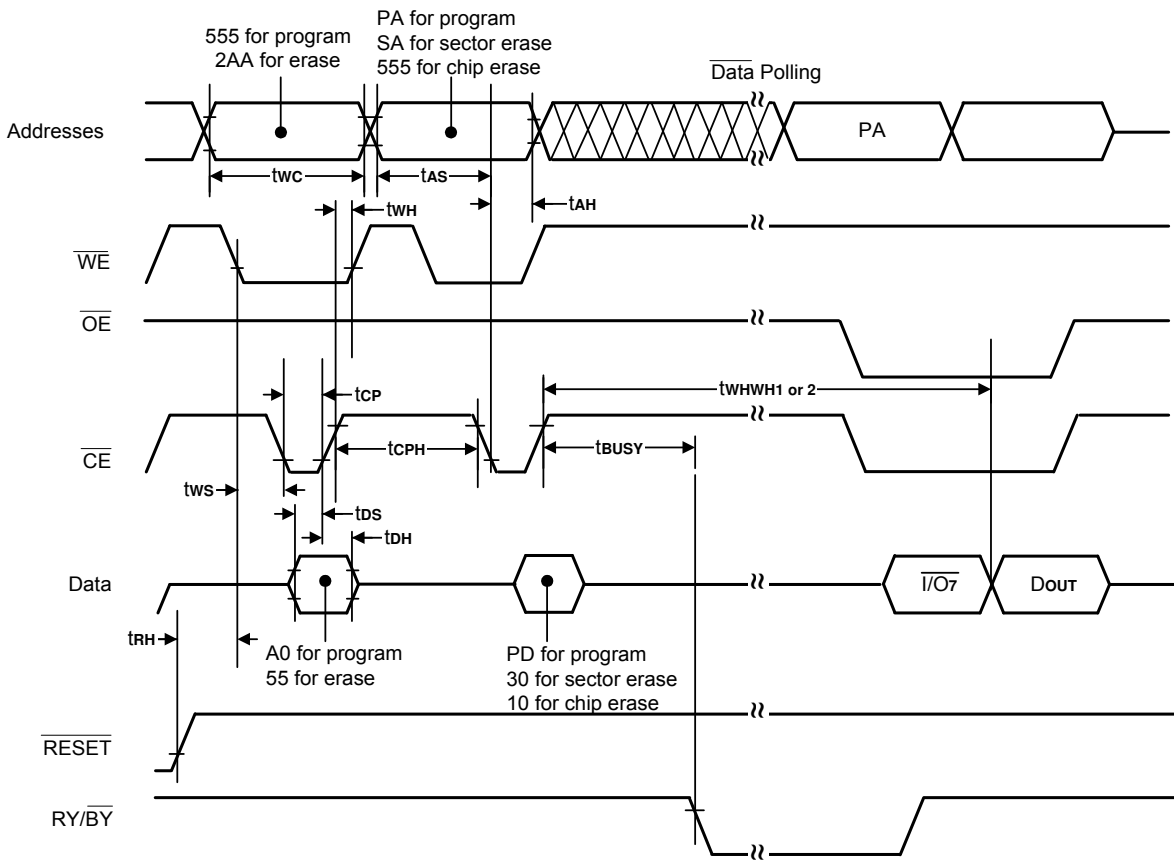 555 for program
2AA for erase
PA for program
SA for sector erase
555 for chip erase
Data Polling
Addresses
PA
tWC
tAS
tWH
tAH
WE
OE
tWHWH1 or 2
tCP
CE
tCPH
tBUSY
tWS
tDS
tDH
Data
I/O7
DOUT
tRH
A0 for program
55 for erase
PD for program
30 for sector erase
10 for chip erase
RESET
RY/BY